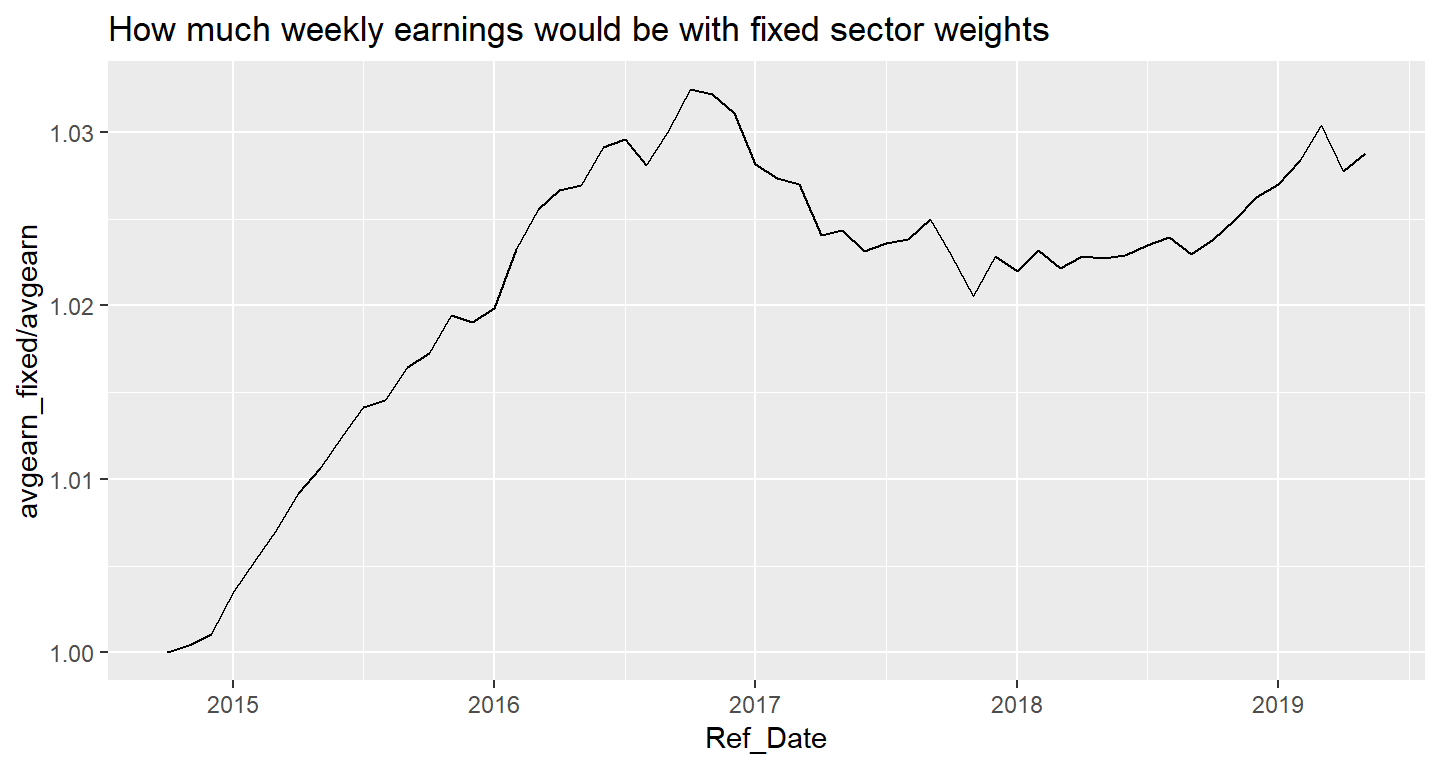 How much weekly earnings would be with fixed sector weights
avgearn_fixed/avgearn
1.03
1.02
1.01
1.00
2015 2016 2017 2018 2019
Ref_Date